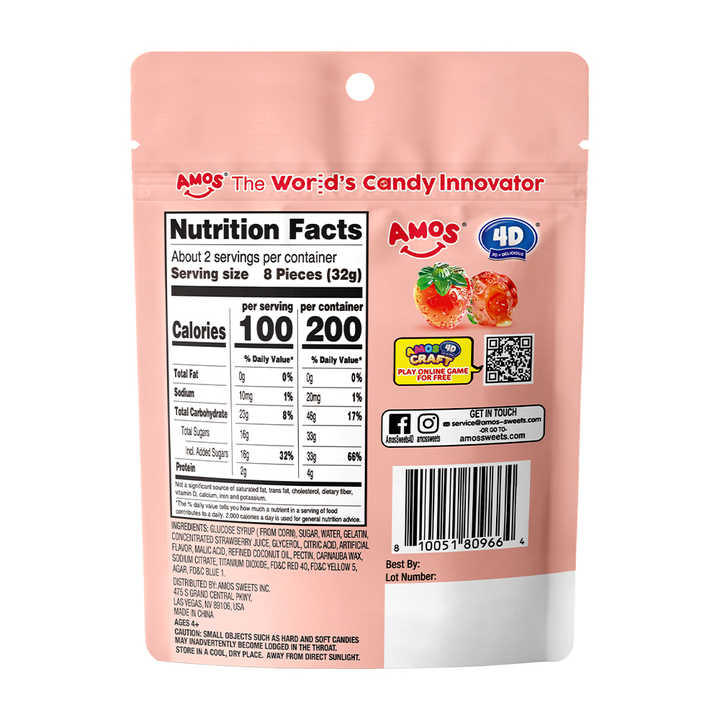 AMOS® The World's Candy Innovator
Nutrition Facts
About 2 servings per container
Serving size 8 Pieces (32g)
per serving per container
Calories 100 200
% Daily Value* % Daily Value*
Total Fat 0g 0% 0g 0%
Sodium 10mg 1% 20mg 1%
Total Carbohydrate 23g 8% 46g 17%
Total Sugars 16g 33g
Incl. Added Sugars 16g 32% 33g 66%
Protein 2g 4g
Not a significant source of saturated fat, trans fat, cholesterol, dietary fiber,
vitamin D, calcium, iron and potassium.
*The % daily value tells you how much a nutrient in a serving of food
contributes to a daily. 2,000 calories a day is used for general nutrition advice.
INGREDIENTS: GLUCOSE SYRUP ( FROM CORN), SUGAR, WATER, GELATIN,
CONCENTRATED STRAWBERRY JUICE, GLYCEROL, CITRIC ACID, ARTIFICIAL
FLAVOR, MALIC ACID, REFINED COCONUT OIL, PECTIN, CARNAUBA WAX,
SODIUM CITRATE, TITANIUM DIOXIDE, FD&C RED 40, FD&C YELLOW 5,
AGAR, FD&C BLUE 1.
DISTRIBUTED BY: AMOS SWEETS INC.
475 S GRAND CENTRAL PKWY,
LAS VEGAS, NV 89106, USA
MADE IN CHINA
AGES 4+
CAUTION: SMALL OBJECTS SUCH AS HARD AND SOFT CANDIES
MAY INADVERTENTLY BECOME LODGED IN THE THROAT.
STORE IN A COOL, DRY PLACE. AWAY FROM DIRECT SUNLIGHT.
AMOS®
4D®
AMOS 4D
CRAFT
PLAY ONLINE GAME
FOR FREE
AmosSweets4D amossweets
GET IN TOUCH
service@amos-sweets.com
-OR GO TO-
amossweets.com
8 10051 80966 4
Best By:
Lot Number: